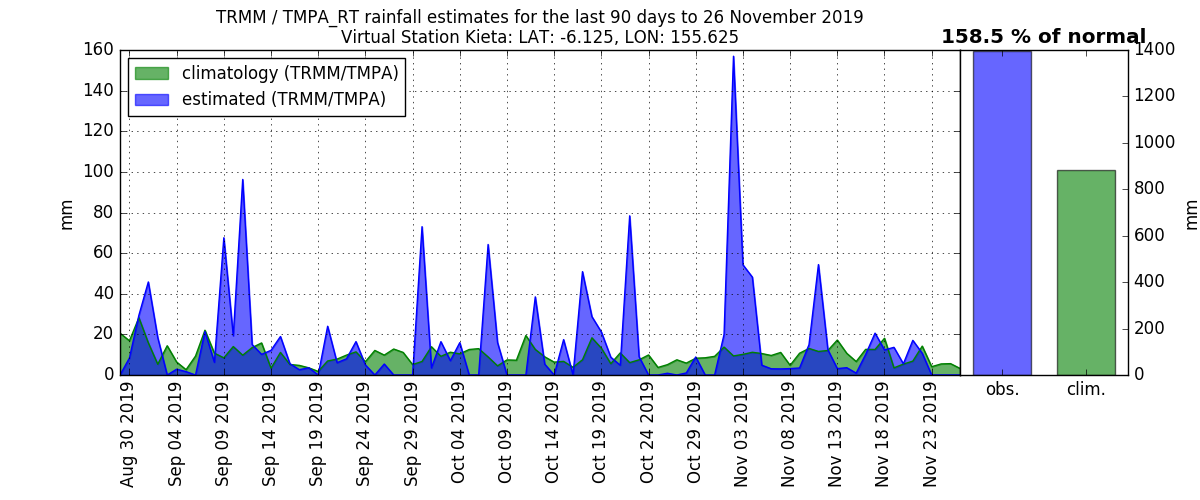 TRMM / TMPA_RT rainfall estimates for the last 90 days to 26 November 2019
Virtual Station Kieta: LAT: -6.125, LON: 155.625
158.5 % of normal
climatology (TRMM/TMPA)
estimated (TRMM/TMPA)
mm
160
140
120
100
80
60
40
20
0
Aug 30 2019
Sep 04 2019
Sep 09 2019
Sep 14 2019
Sep 19 2019
Sep 24 2019
Sep 29 2019
Oct 04 2019
Oct 09 2019
Oct 14 2019
Oct 19 2019
Oct 24 2019
Oct 29 2019
Nov 03 2019
Nov 08 2019
Nov 13 2019
Nov 18 2019
Nov 23 2019
obs.
clim.
1400
1200
1000
800
600
400
200
0
mm